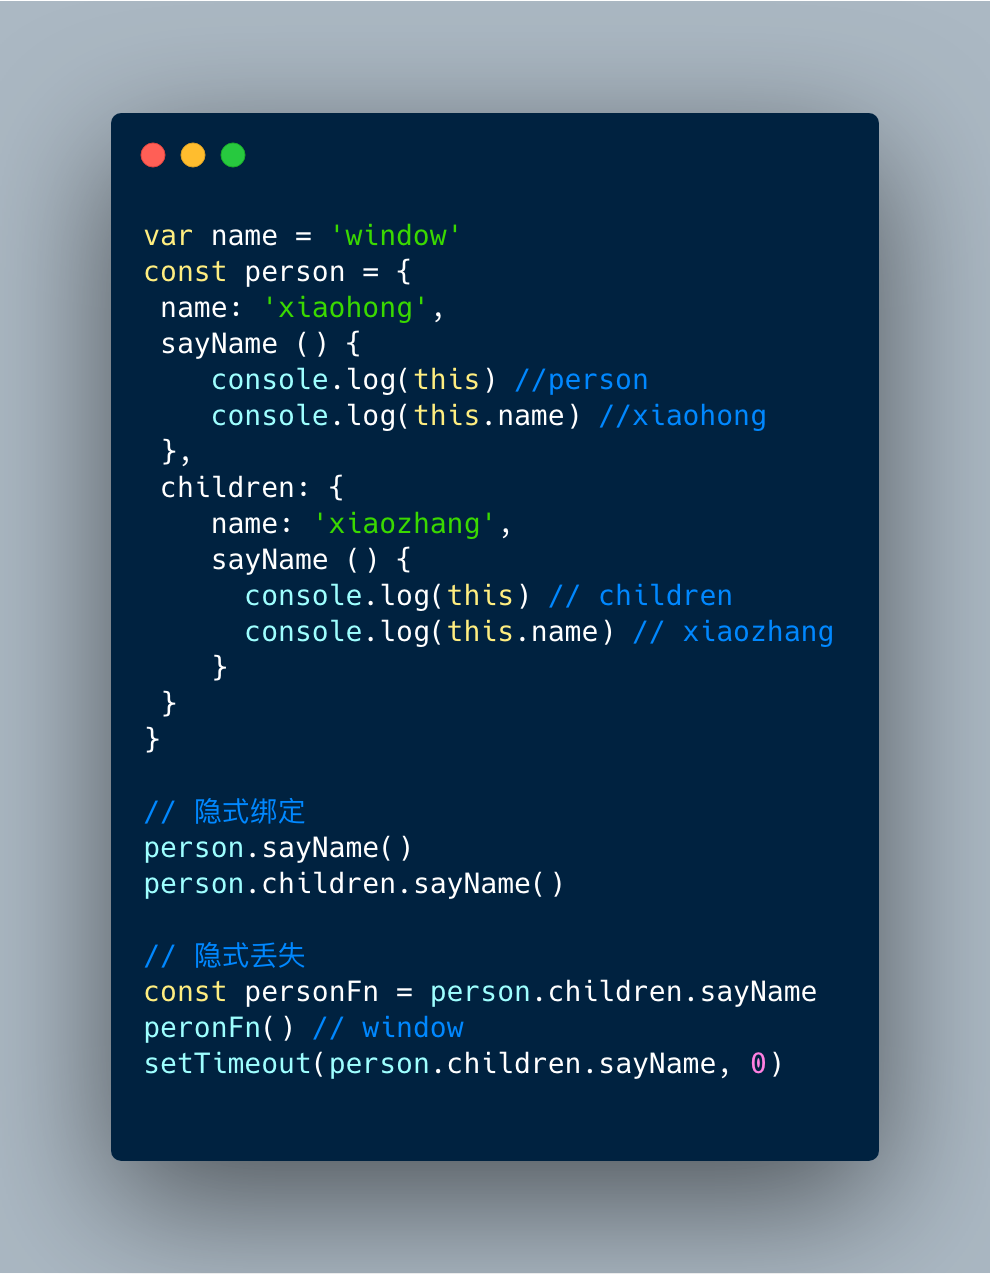 var name = 'window'
const person = {
 name: 'xiaohong',
 sayName () {
    console.log(this) //person
    console.log(this.name) //xiaohong
 },
 children: {
    name: 'xiaozhang',
    sayName () {
      console.log(this) // children
      console.log(this.name) // xiaozhang
    }
 }
}

// 隐式绑定
person.sayName()
person.children.sayName()

// 隐式丢失
const personFn = person.children.sayName
peronFn() // window
setTimeout(person.children.sayName, 0)